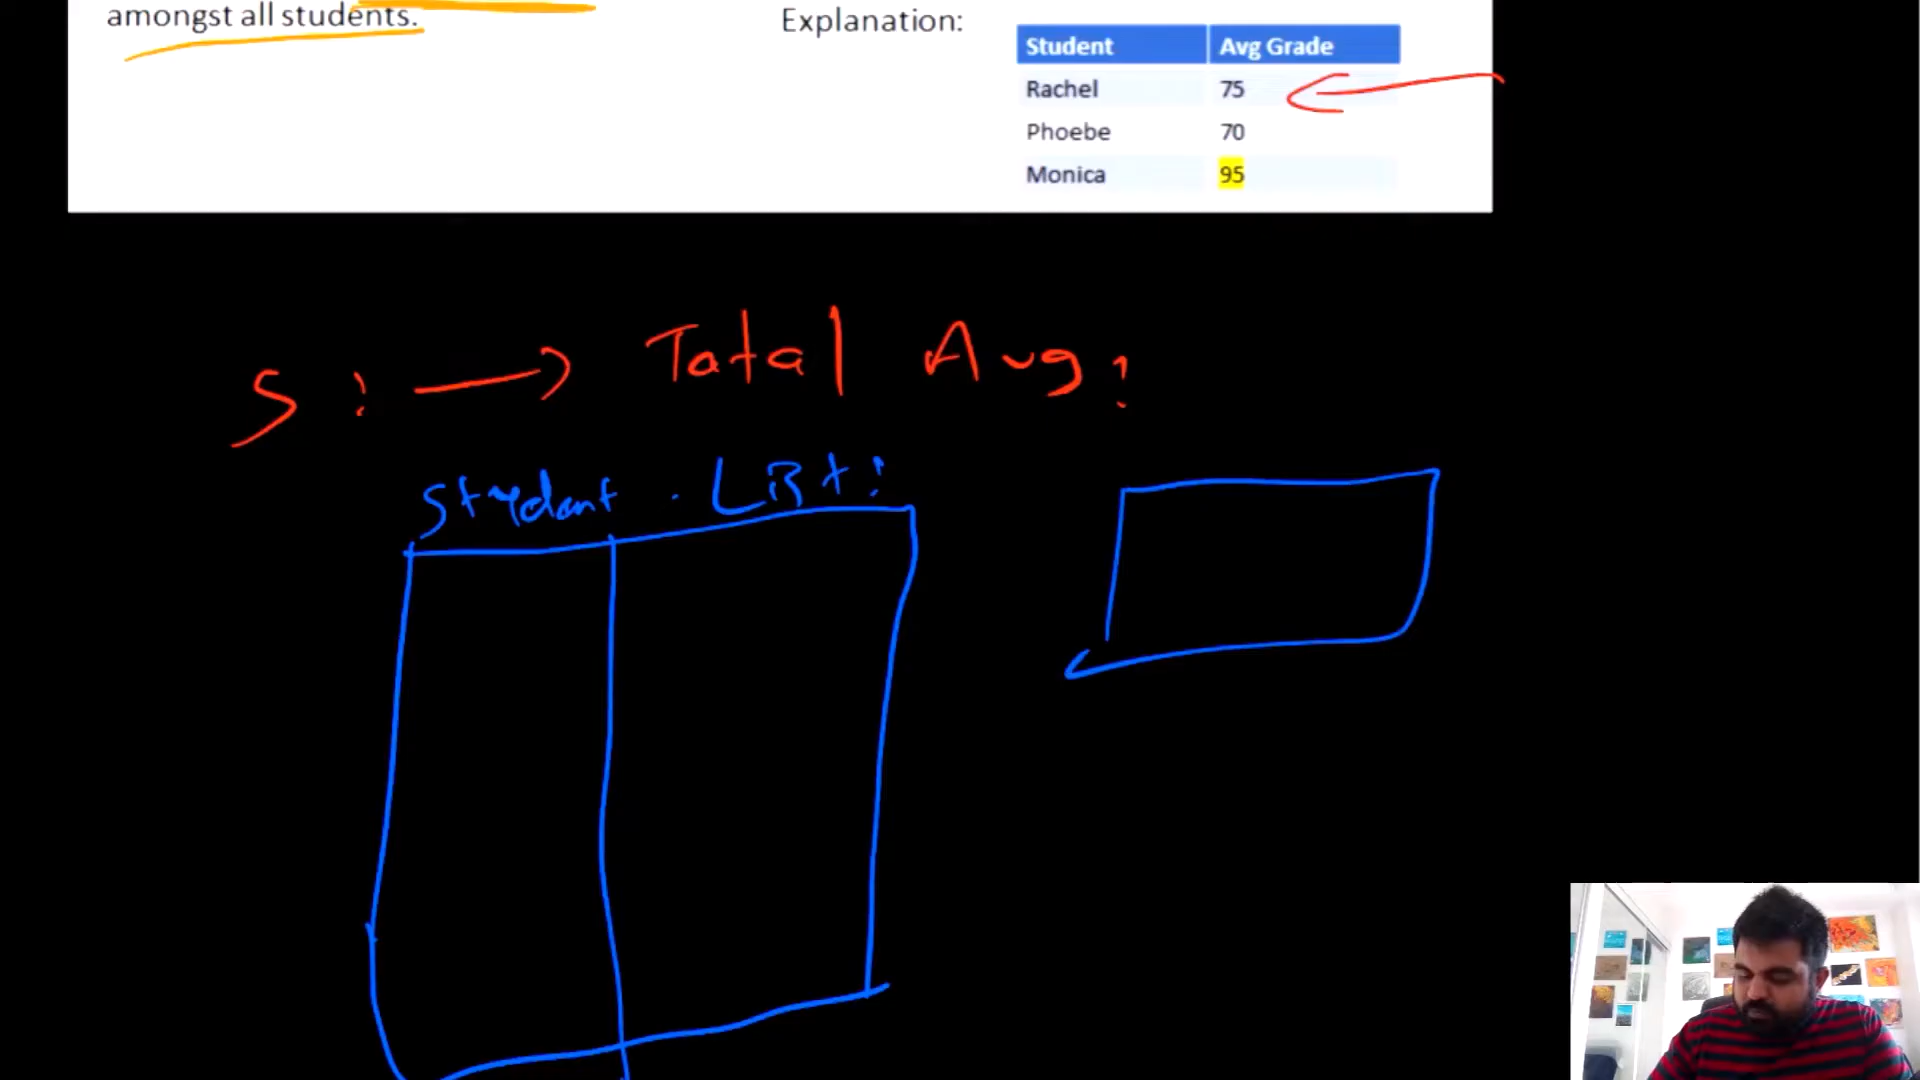 amongst all students.
Explanation:
Student Avg Grade
Rachel 75
Phoebe 70
Monica 95
S : → Total Avg :
Student . List :